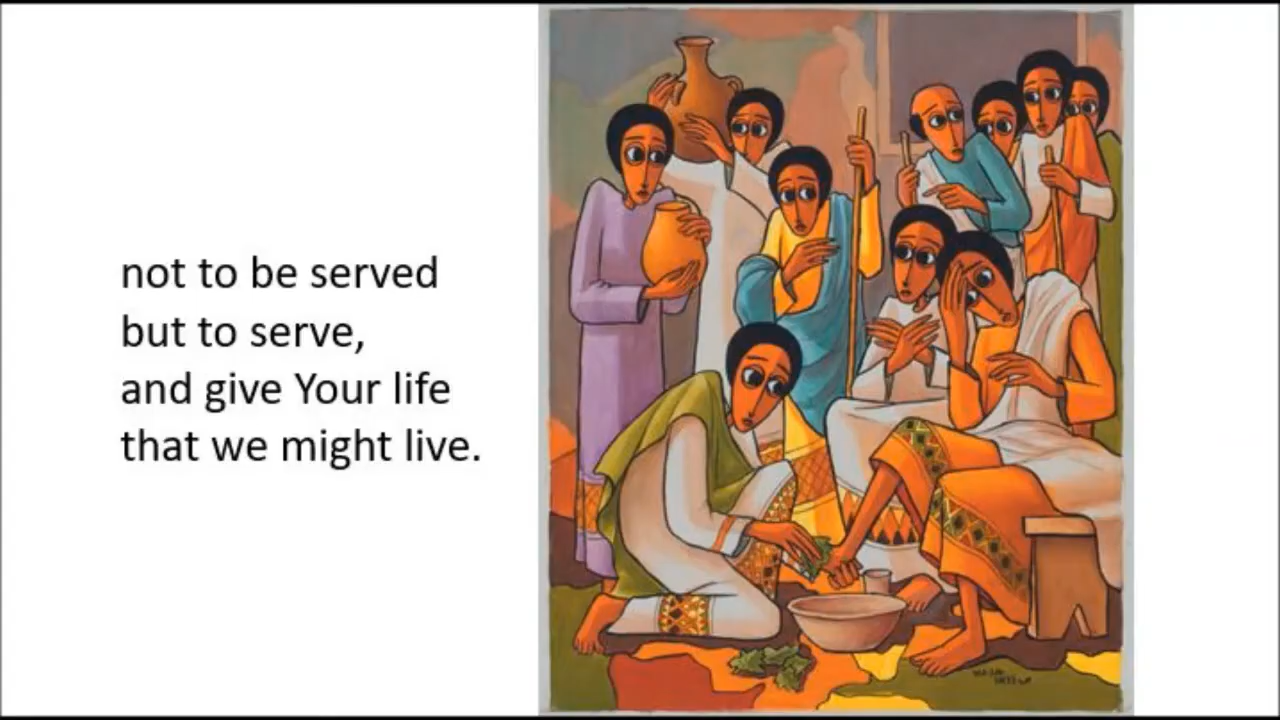 not to be served
but to serve,
and give Your life
that we might live.